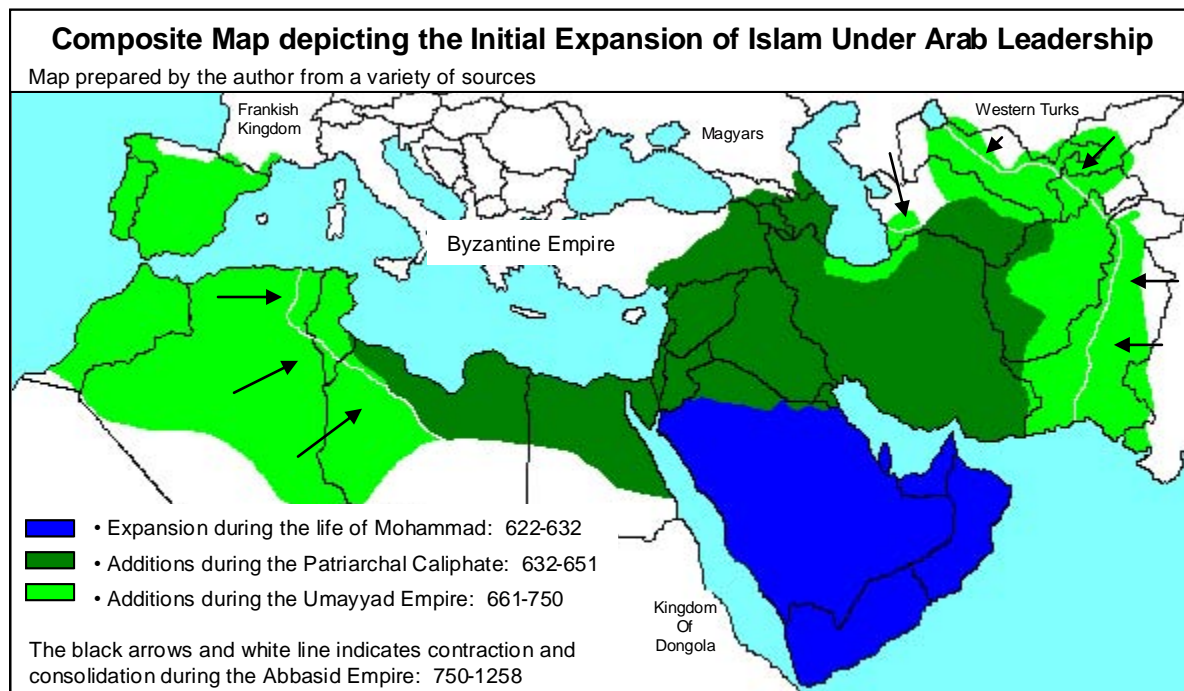 Composite Map depicting the Initial Expansion of Islam Under Arab Leadership
Map prepared by the author from a variety of sources
Frankish
Kingdom
Magyars
Western Turks
Byzantine Empire
• Expansion during the life of Mohammad: 622-632
• Additions during the Patriarchal Caliphate: 632-651
• Additions during the Umayyad Empire: 661-750
Kingdom
Of
Dongola
The black arrows and white line indicates contraction and
consolidation during the Abbasid Empire: 750-1258